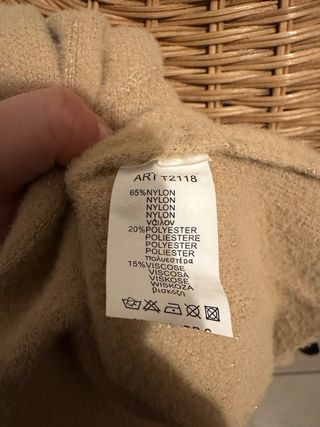 ART T2118
65%NYLON
NYLON
NYLON
NYLON
νάιλον
20%POLYESTER
POLIESTERE
POLYESTER
POLIESTER
πολυεστέρα
15%VISCOSE
VISCOSA
VISKOSE
WISKOZA
βισκόζη